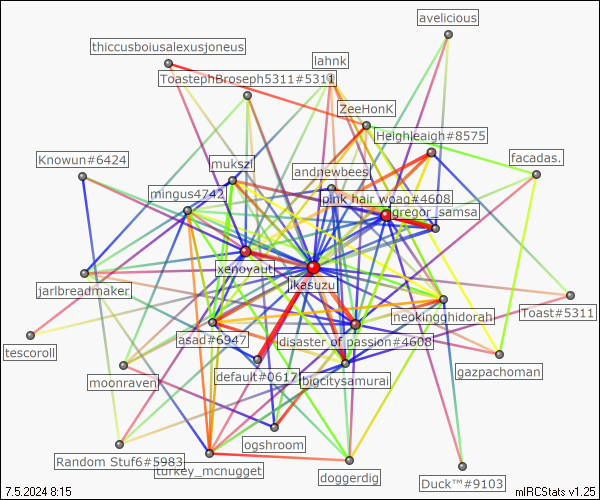 avelicious
thiccusboiusalexusjoneus
lahnk
ToastephBroseph5311#5311
ZeeHonK
Heighleaigh#8575
Knowun#6424
mukszi
andnewbees
facadas.
mingus4742
pink hair woag#4608
gregor_samsa
xenoyaut
ikasuzu
jarlbreadmaker
neokingghidorah
Toast#5311
tescoroll
asad#6947
disaster of passion#4608
moonraven
default#0617
bigcitysamurai
gazpachoman
ogshroom
Random Stuf6#5983
turkey_mcnugget
doggerdig
Duck™#9103
7.5.2024 8:15
mIRCStats v1.25